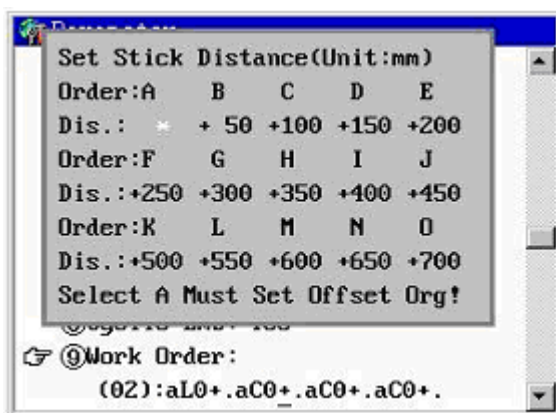 Set Stick Distance(Unit:mm)
Order:A B C D E
Dis.: * + 50 +100 +150 +200
Order:F G H I J
Dis.:+250 +300 +350 +400 +450
Order:K L M N O
Dis.:+500 +550 +600 +650 +700
Select A Must Set Offset Org!
⑨Work Order:
(02):aL0+.aC0+.aC0+.aC0+.